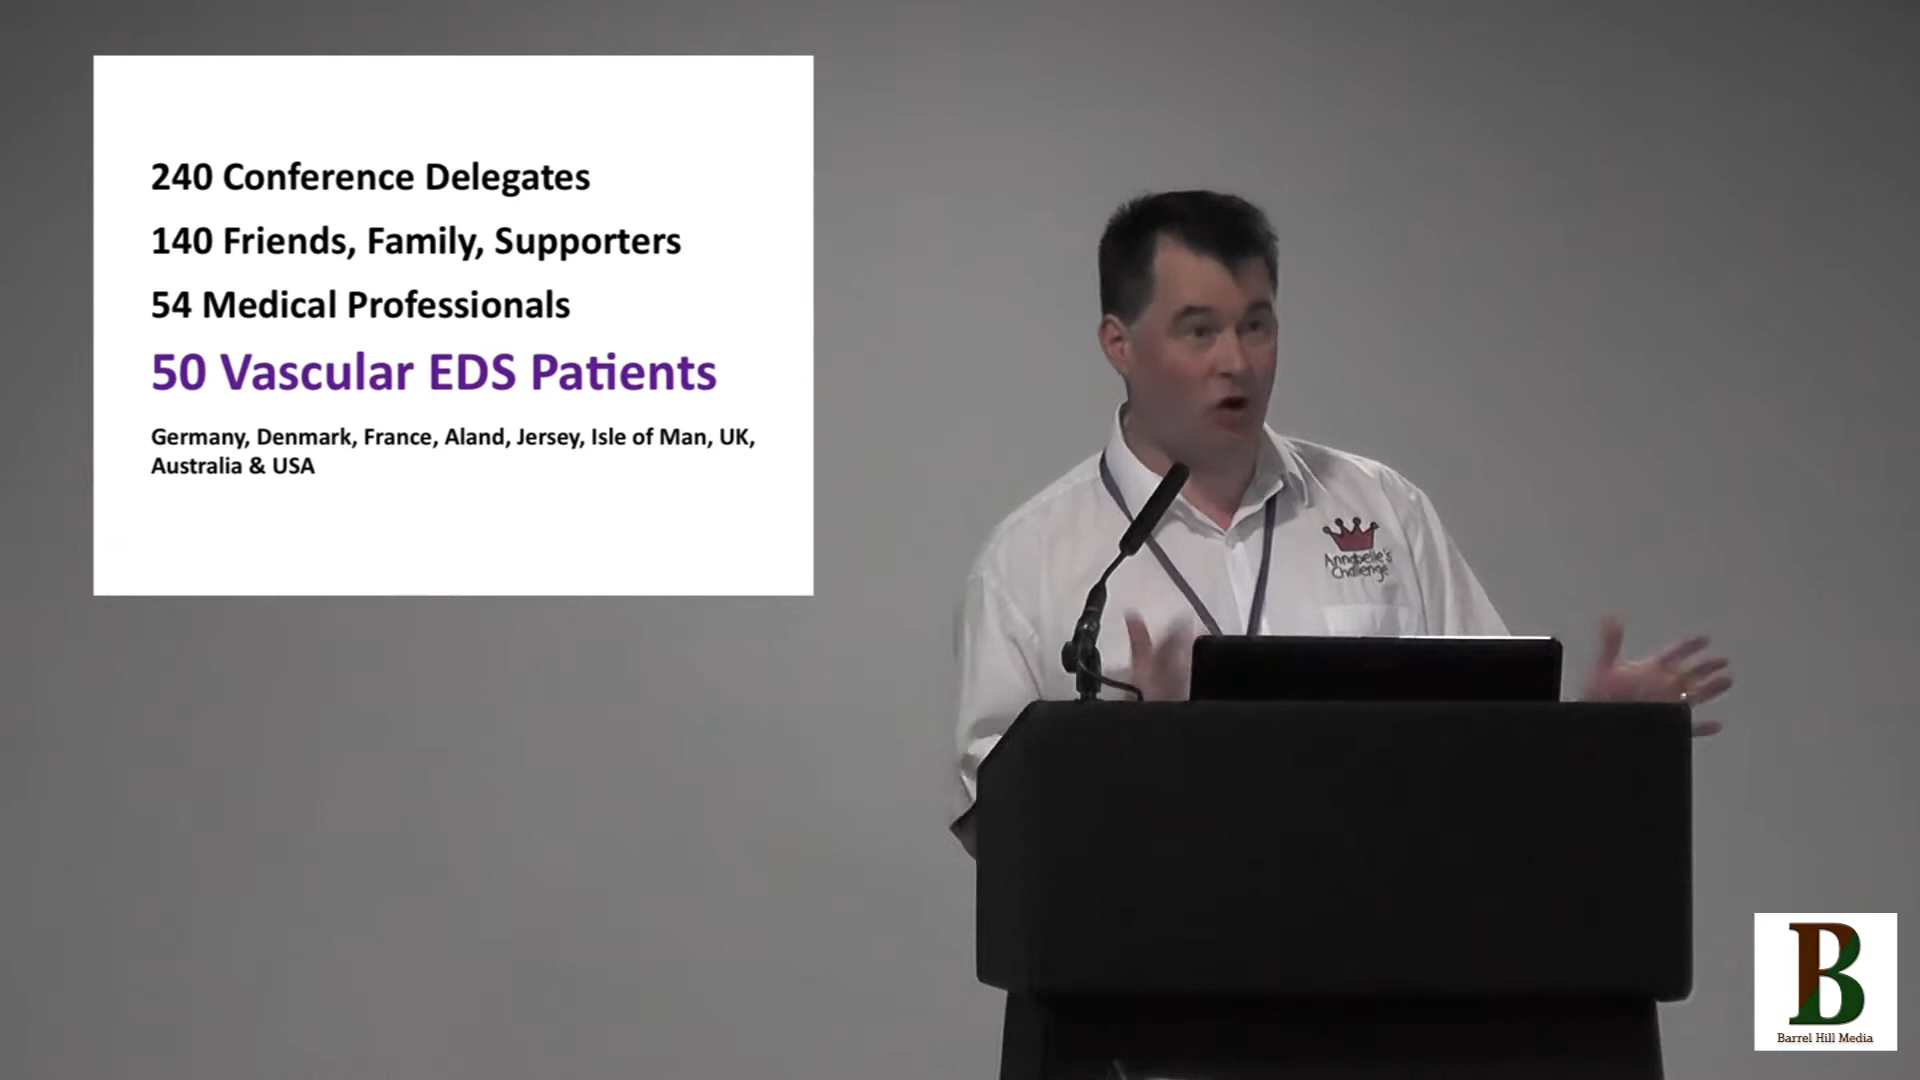 240 Conference Delegates
140 Friends, Family, Supporters
54 Medical Professionals
50 Vascular EDS Patients
Germany, Denmark, France, Aland, Jersey, Isle of Man, UK,
Australia & USA
Annabelle's
Challenge
B
Barrel Hill Media